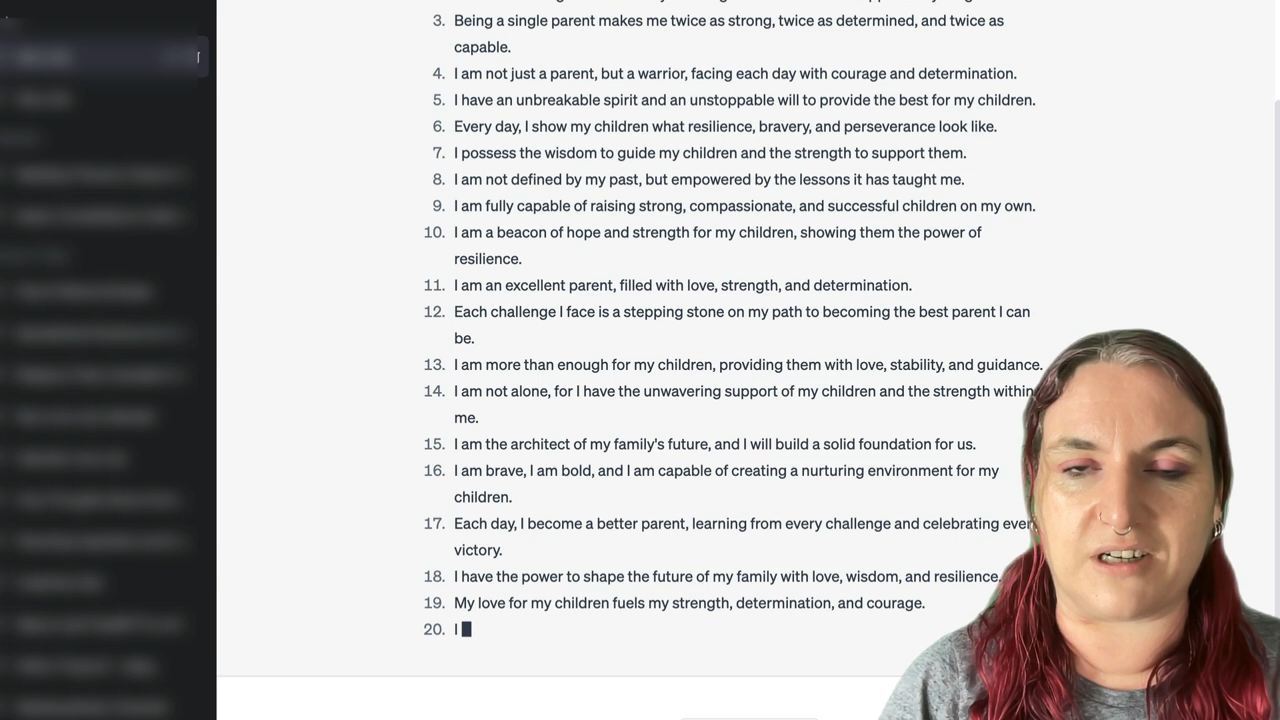 3. Being a single parent makes me twice as strong, twice as determined, and twice as
capable.
4. I am not just a parent, but a warrior, facing each day with courage and determination.
5. I have an unbreakable spirit and an unstoppable will to provide the best for my children.
6. Every day, I show my children what resilience, bravery, and perseverance look like.
7. I possess the wisdom to guide my children and the strength to support them.
8. I am not defined by my past, but empowered by the lessons it has taught me.
9. I am fully capable of raising strong, compassionate, and successful children on my own.
10. I am a beacon of hope and strength for my children, showing them the power of
resilience.
11. I am an excellent parent, filled with love, strength, and determination.
12. Each challenge I face is a stepping stone on my path to becoming the best parent I can
be.
13. I am more than enough for my children, providing them with love, stability, and guidance.
14. I am not alone, for I have the unwavering support of my children and the strength within
me.
15. I am the architect of my family's future, and I will build a solid foundation for us.
16. I am brave, I am bold, and I am capable of creating a nurturing environment for my
children.
17. Each day, I become a better parent, learning from every challenge and celebrating
victory.
18. I have the power to shape the future of my family with love, wisdom, and resilience.
19. My love for my children fuels my strength, determination, and courage.
20. I